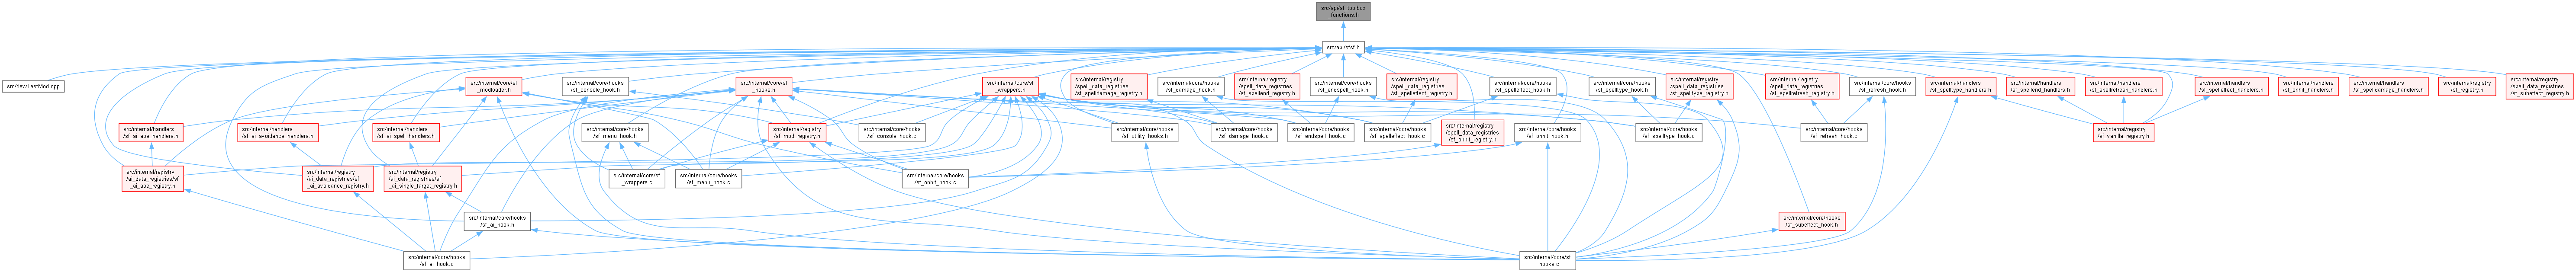 src/api/sf_toolbox
_functions.h
src/api/sfsf.h
src/dev/TestMod.cpp
src/internal/core/sf
_modloader.h
src/internal/core/hooks
/sf_console_hook.h
src/internal/core/sf
_hooks.h
src/internal/core/sf
_wrappers.h
src/internal/registry
/spell_data_registries
/sf_spelldamage_registry.h
src/internal/core/hooks
/sf_damage_hook.h
src/internal/registry
/spell_data_registries
/sf_spellend_registry.h
src/internal/core/hooks
/sf_endspell_hook.h
src/internal/registry
/spell_data_registries
/sf_spelleffect_registry.h
src/internal/core/hooks
/sf_spelleffect_hook.h
src/internal/core/hooks
/sf_spelltype_hook.h
src/internal/registry
/spell_data_registries
/sf_spelltype_registry.h
src/internal/registry
/spell_data_registries
/sf_spellrefresh_registry.h
src/internal/core/hooks
/sf_refresh_hook.h
src/internal/handlers
/sf_spelltype_handlers.h
src/internal/handlers
/sf_spellend_handlers.h
src/internal/handlers
/sf_spellrefresh_handlers.h
src/internal/handlers
/sf_spelleffect_handlers.h
src/internal/handlers
/sf_onhit_handlers.h
src/internal/handlers
/sf_spelldamage_handlers.h
src/internal/registry
/sf_registry.h
src/internal/registry
/spell_data_registries
/sf_subeffect_registry.h
src/internal/handlers
/sf_ai_aoe_handlers.h
src/internal/handlers
/sf_ai_avoidance_handlers.h
src/internal/handlers
/sf_ai_spell_handlers.h
src/internal/core/hooks
/sf_menu_hook.h
src/internal/registry
/sf_mod_registry.h
src/internal/core/hooks
/sf_console_hook.c
src/internal/core/hooks
/sf_utility_hooks.h
src/internal/core/hooks
/sf_damage_hook.c
src/internal/core/hooks
/sf_endspell_hook.c
src/internal/core/hooks
/sf_spelleffect_hook.c
src/internal/registry
/spell_data_registries
/sf_onhit_registry.h
src/internal/core/hooks
/sf_onhit_hook.h
src/internal/core/hooks
/sf_spelltype_hook.c
src/internal/core/hooks
/sf_refresh_hook.c
src/internal/registry
/sf_vanilla_registry.h
src/internal/registry
/ai_data_registries/sf
_ai_aoe_registry.h
src/internal/registry
/ai_data_registries/sf
_ai_avoidance_registry.h
src/internal/registry
/ai_data_registries/sf
_ai_single_target_registry.h
src/internal/core/sf
_wrappers.c
src/internal/core/hooks
/sf_menu_hook.c
src/internal/core/hooks
/sf_onhit_hook.c
src/internal/core/hooks
/sf_ai_hook.h
src/internal/core/hooks
/sf_subeffect_hook.h
src/internal/core/hooks
/sf_ai_hook.c
src/internal/core/sf
_hooks.c